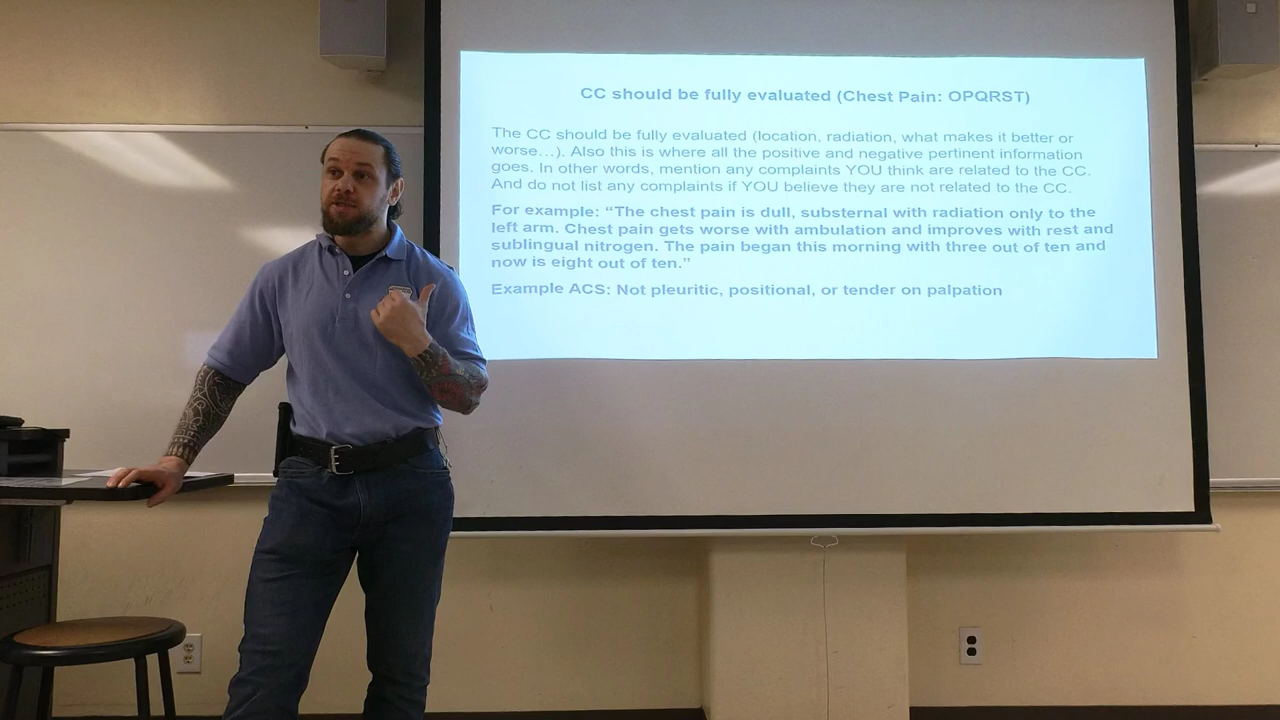 CC should be fully evaluated (Chest Pain: OPQRST)
The CC should be fully evaluated (location, radiation, what makes it better or
worse…). Also this is where all the positive and negative pertinent information
goes. In other words, mention any complaints YOU think are related to the CC.
And do not list any complaints if YOU believe they are not related to the CC.
For example: “The chest pain is dull, substernal with radiation only to the
left arm. Chest pain gets worse with ambulation and improves with rest and
sublingual nitrogen. The pain began this morning with three out of ten and
now is eight out of ten.”
Example ACS: Not pleuritic, positional, or tender on palpation